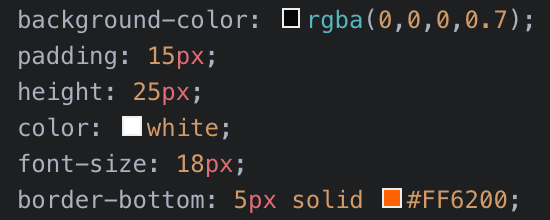 background-color: rgba(0,0,0,0.7);
padding: 15px;
height: 25px;
color: white;
font-size: 18px;
border-bottom: 5px solid #FF6200;